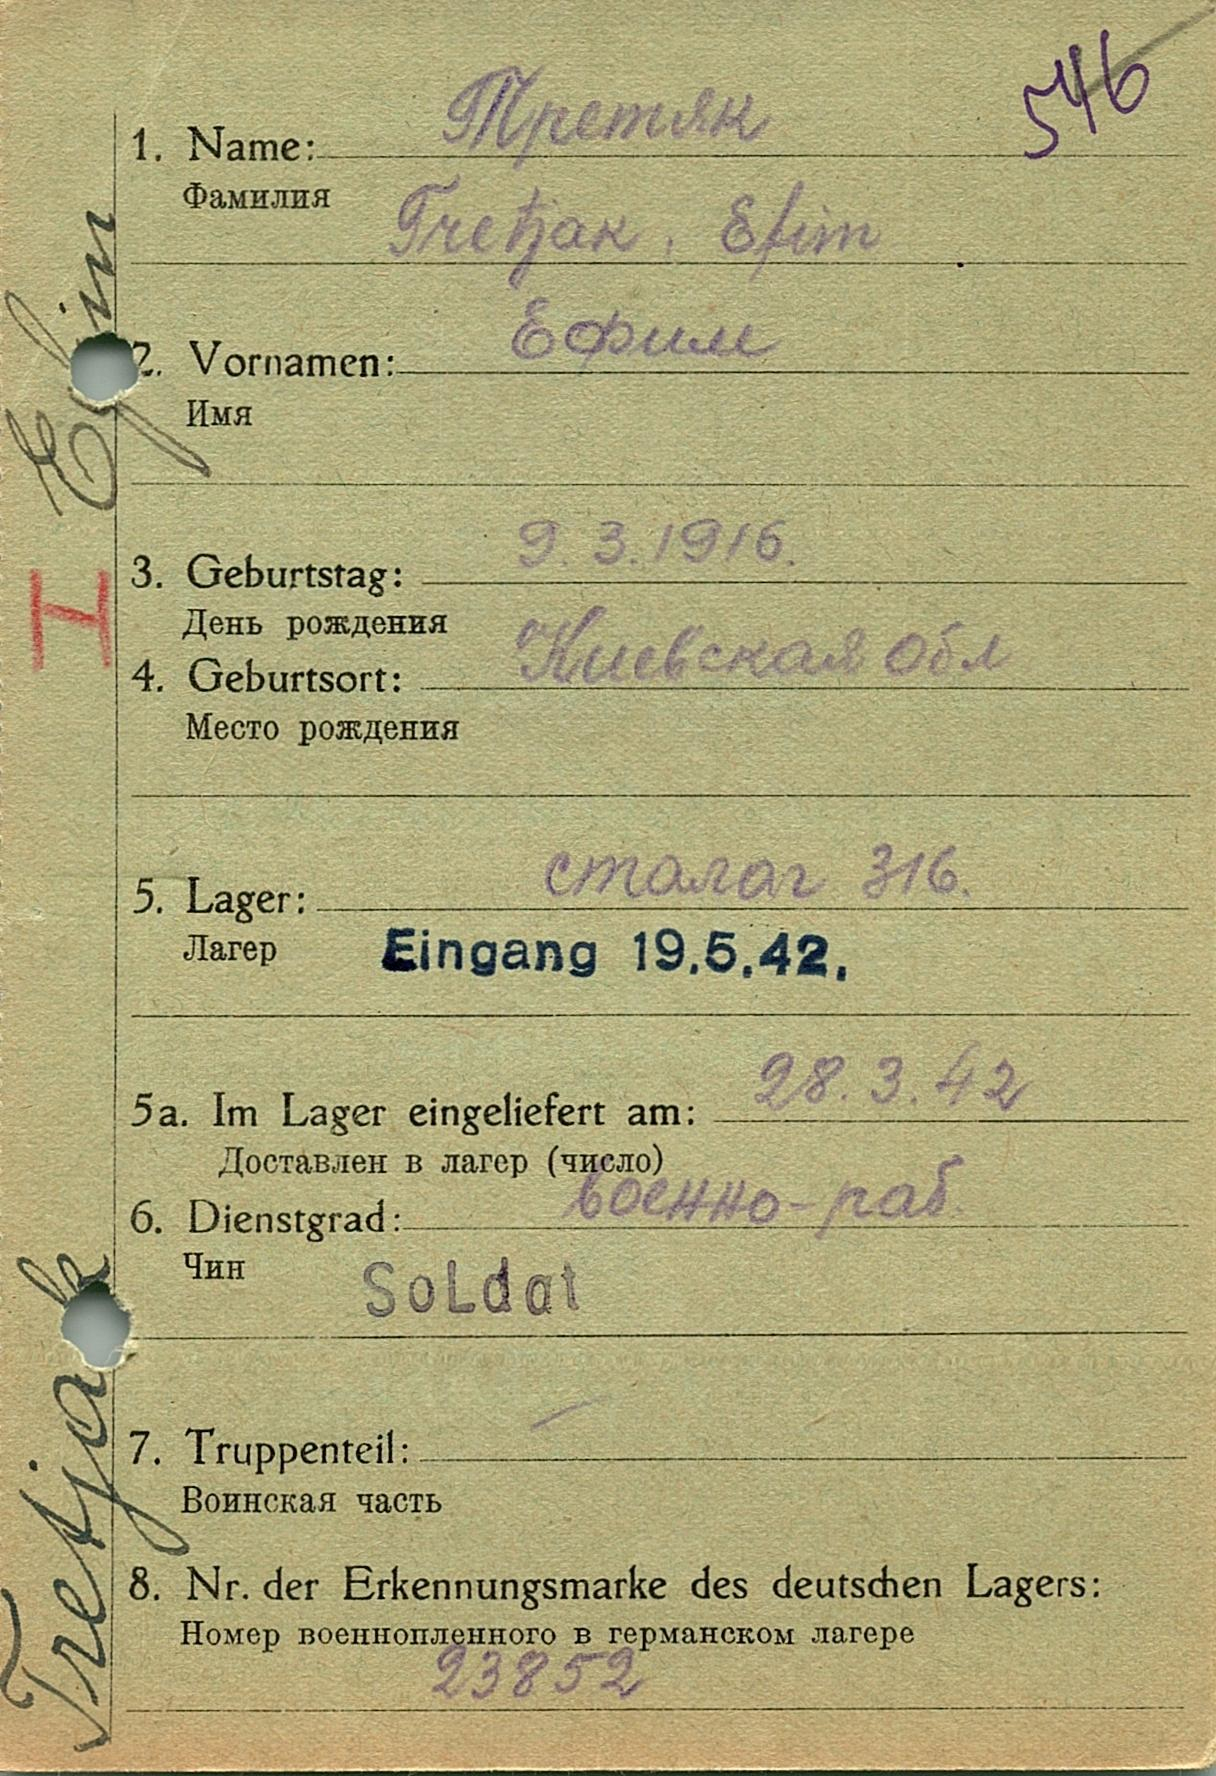 546
1. Name: Третяк
Фамилия
Tretjak, Efim
2. Vornamen: Ефим
Имя
3. Geburtstag: 9.3.1916.
День рождения
4. Geburtsort: Киевская обл
Место рождения
5. Lager: сталаг 316.
Лагер
Eingang 19.5.42.
5a. Im Lager eingeliefert am: 28.3.42
Доставлен в лагер (число)
6. Dienstgrad: военно-раб.
Чин
Soldat
7. Truppenteil: —
Воинская часть
8. Nr. der Erkennungsmarke des deutschen Lagers:
Номер военнопленного в германском лагере
23852
Tretjak Efim
H